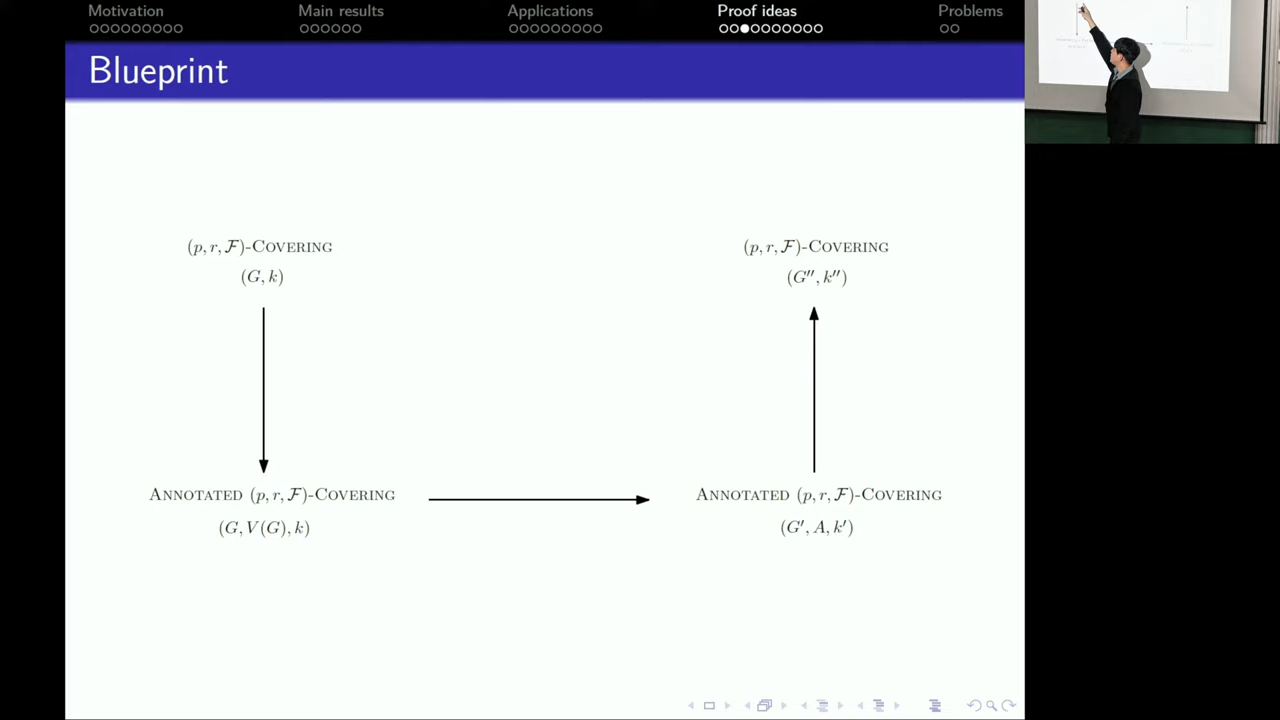 Motivation Main results Applications Proof ideas Problems
Blueprint
(p, r, ℱ)-COVERING
(G, k)
(p, r, ℱ)-COVERING
(G″, k″)
ANNOTATED (p, r, ℱ)-COVERING
(G, V(G), k)
ANNOTATED (p, r, ℱ)-COVERING
(G′, A, k′)